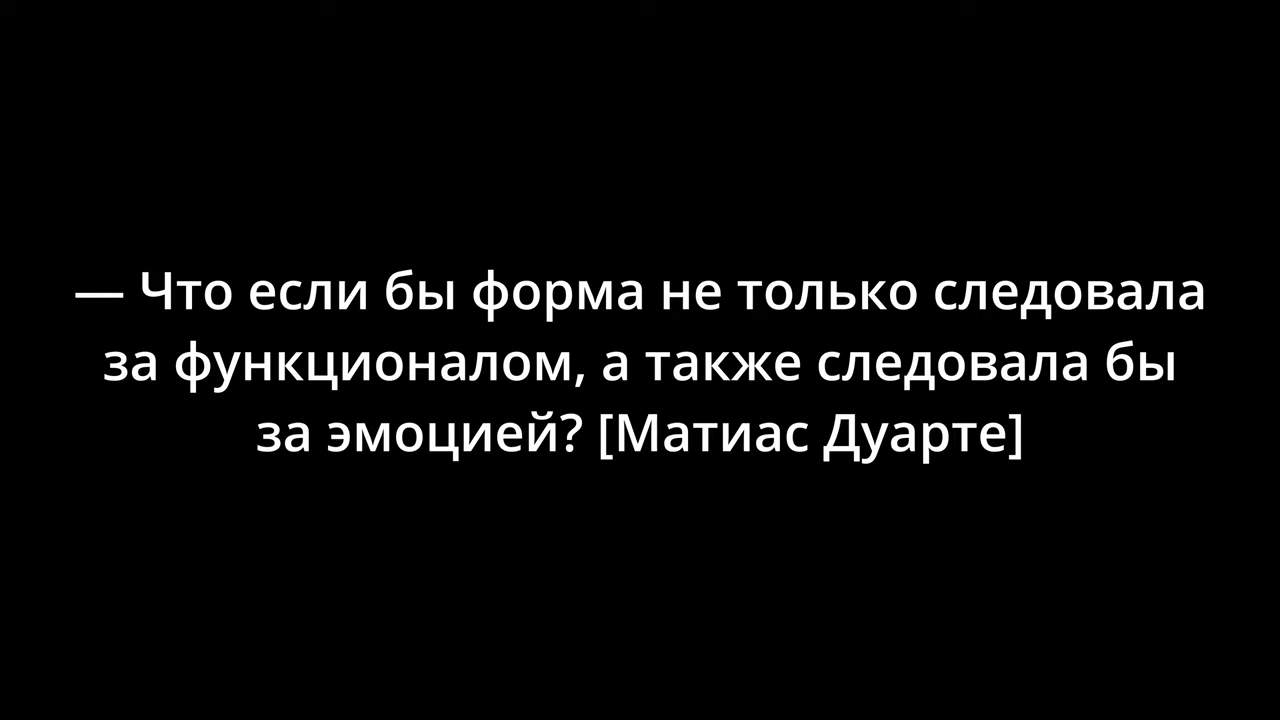 — Что если бы форма не только следовала
за функционалом, а также следовала бы
за эмоцией? [Матиас Дуарте]